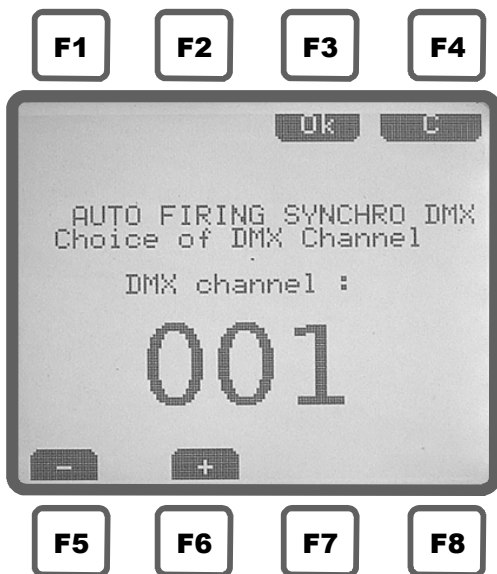 F1 F2 F3 F4
Ok C
AUTO FIRING SYNCHRO DMX
Choice of DMX Channel
DMX channel :
001
- +
F5 F6 F7 F8